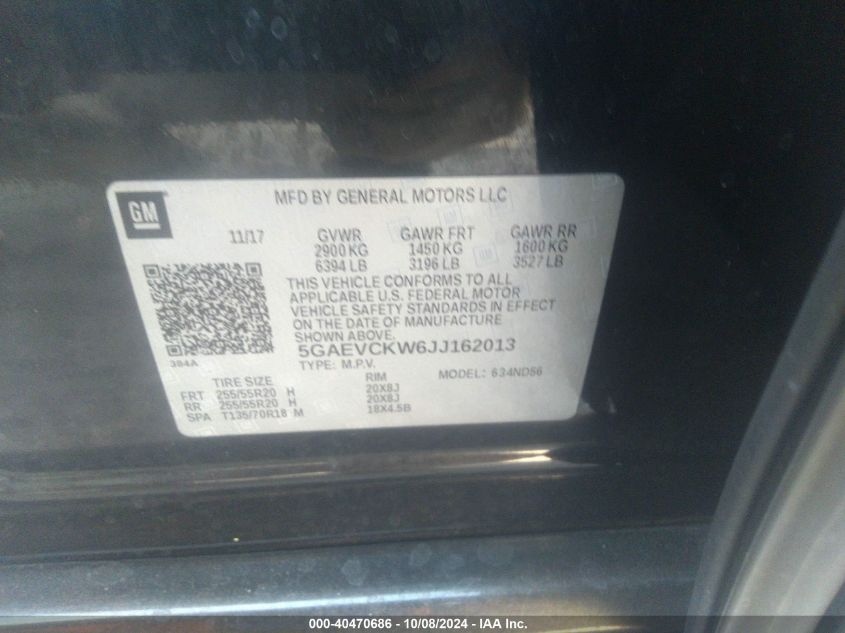 GM
MFD BY GENERAL MOTORS LLC
11/17 GVWR GAWR FRT GAWR RR
2900 KG 1450 KG 1600 KG
6394 LB 3196 LB 3527 LB
THIS VEHICLE CONFORMS TO ALL
APPLICABLE U.S. FEDERAL MOTOR
VEHICLE SAFETY STANDARDS IN EFFECT
ON THE DATE OF MANUFACTURE
SHOWN ABOVE.
384A
5GAEVCKW6JJ162013
TYPE: M.P.V. MODEL: 634ND56
TIRE SIZE RIM
FRT 255/55R20 H 20X8J
RR 255/55R20 H 20X8J
SPA T135/70R18 M 18X4.5B
000-40470686 - 10/08/2024 - IAA Inc.